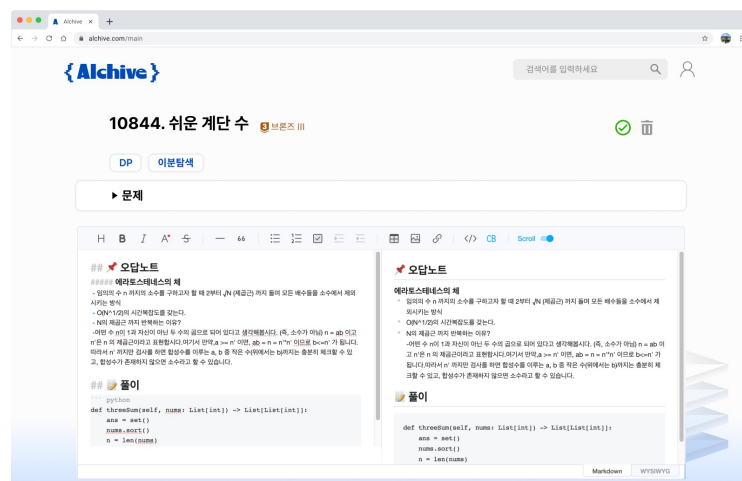 Alchive
alchive.com/main
{Alchive}
검색어를 입력하세요
10844. 쉬운 계단 수
3 브론즈 III
DP 이분탐색
▶ 문제
H B I A S — 66 </> CB Scroll
## 📌 오답노트
##### 에라토스테네스의 체
- 임의의 수 n 까지의 소수를 구하고자 할 때 2부터 √N (제곱근) 까지 돌며 모든 배수들을 소수에서 제외
시키는 방식
- O(N^1/2)의 시간복잡도를 갖는다.
- N의 제곱근 까지 반복하는 이유?
-어떤 수 n이 1과 자신이 아닌 두 수의 곱으로 되어 있다고 생각해봅시다. (즉, 소수가 아님) n = ab 이고
n'은 n 의 제곱근이라고 표현합시다.여기서 만약,a >= n' 이면, ab = n = n'*n' 이므로 b<=n' 가 됩니다.
따라서 n' 까지만 검사를 하면 합성수를 이루는 a, b 중 작은 수(위에서는 b)까지는 충분히 체크할 수 있
고, 합성수가 존재하지 않으면 소수라고 할 수 있습니다.
## 📝 풀이
``` python
def threeSum(self, nums: List[int]) -> List[List[int]]:
ans = set()
nums.sort()
n = len(nums)
📌 오답노트
에라토스테네스의 체
임의의 수 n 까지의 소수를 구하고자 할 때 2부터 √N (제곱근) 까지 돌며 모든 배수들을 소수에서 제
외시키는 방식
O(N^1/2)의 시간복잡도를 갖는다.
N의 제곱근 까지 반복하는 이유?
-어떤 수 n이 1과 자신이 아닌 두 수의 곱으로 되어 있다고 생각해봅시다. (즉, 소수가 아님) n = ab 이
고 n'은 n 의 제곱근이라고 표현합시다.여기서 만약,a >= n' 이면, ab = n = n'*n' 이므로 b<=n' 가
됩니다.따라서 n' 까지만 검사를 하면 합성수를 이루는 a, b 중 작은 수(위에서는 b)까지는 충분히 체
크할 수 있고, 합성수가 존재하지 않으면 소수라고 할 수 있습니다.
📝 풀이
def threeSum(self, nums: List[int]) -> List[List[int]]:
ans = set()
nums.sort()
n = len(nums)
Markdown WYSIWYG